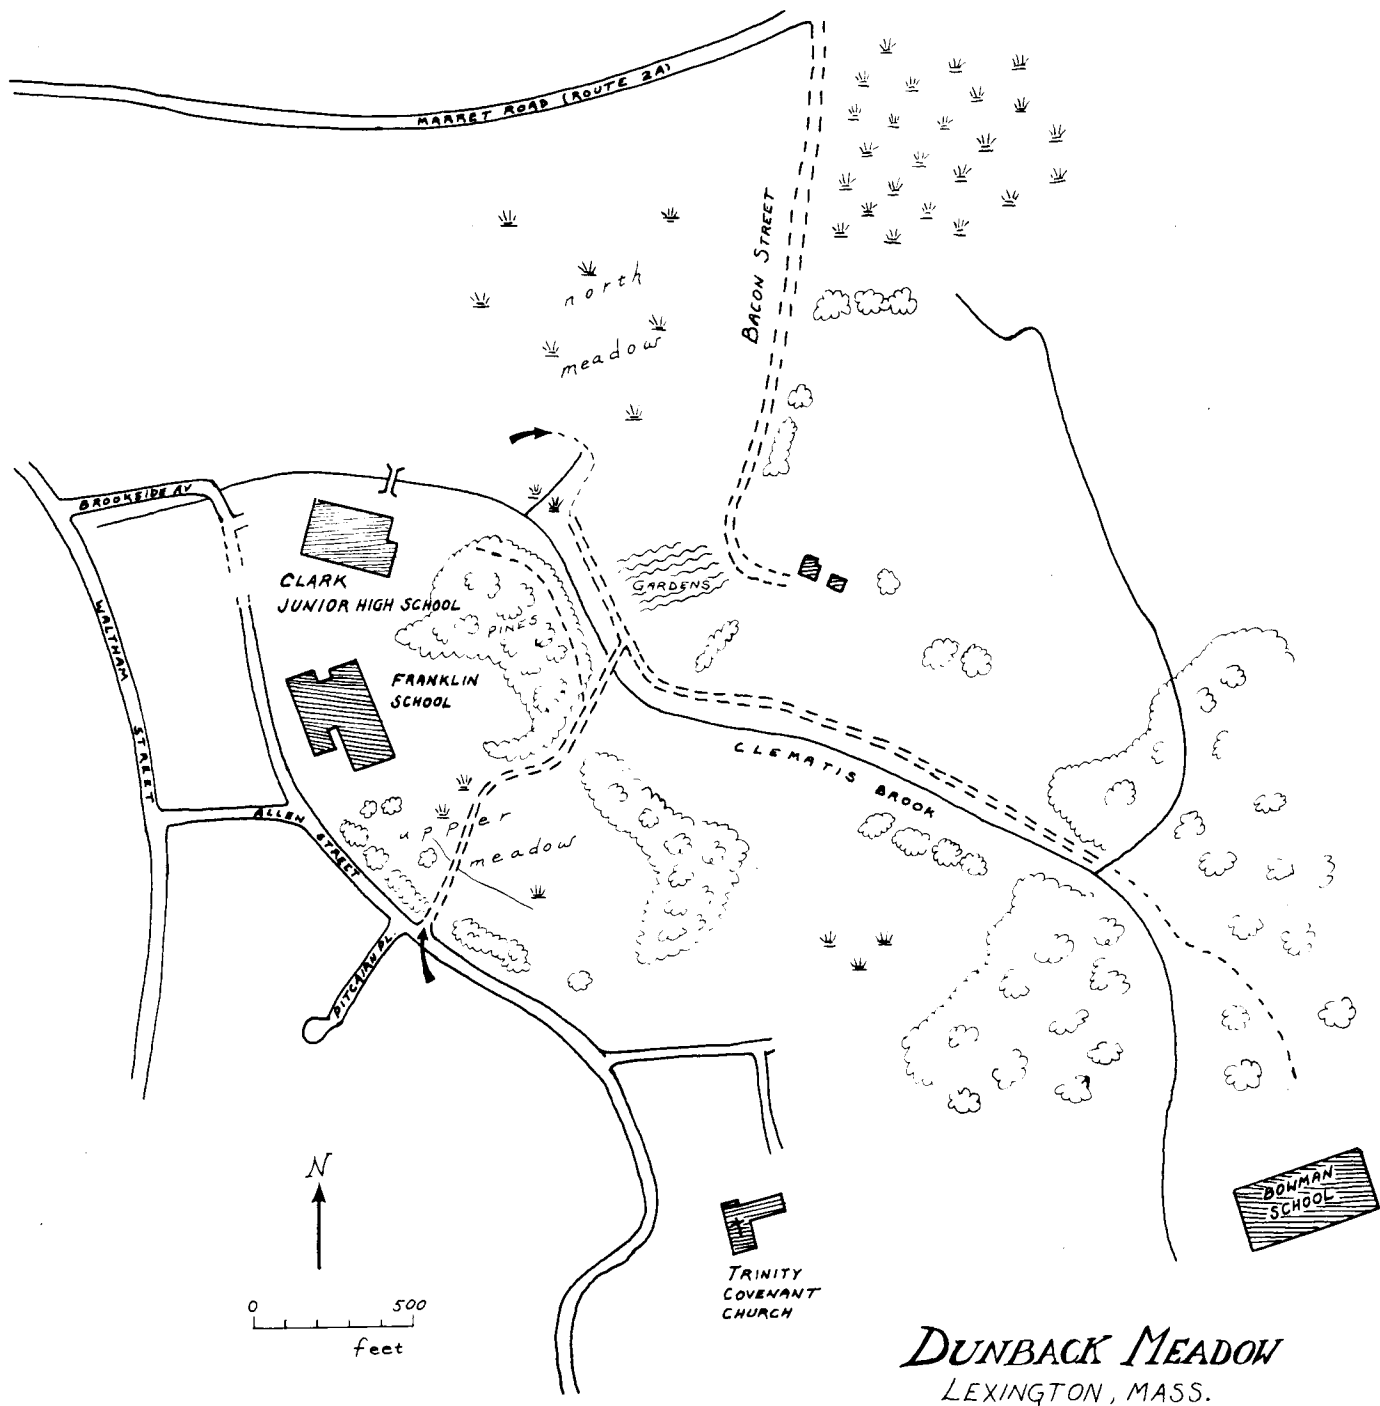 MARRET ROAD (ROUTE 2A)
BACON STREET
north
meadow
BROOKSIDE AV
CLARK
JUNIOR HIGH SCHOOL
GARDENS
PINES
WALTHAM STREET
FRANKLIN
SCHOOL
CLEMATIS BROOK
ALLEN STREET
upper
meadow
PITCAIRN PL.
N
0 500
feet
TRINITY
COVENANT
CHURCH
BOWMAN
SCHOOL
DUNBACK MEADOW
LEXINGTON, MASS.